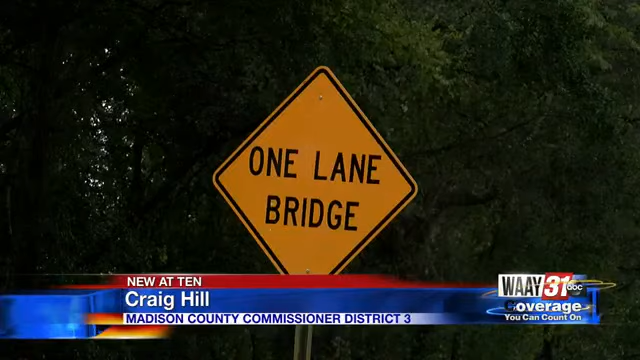 ONE LANE
BRIDGE
NEW AT TEN
Craig Hill
MADISON COUNTY COMMISSIONER DISTRICT 3
WAAY 31 abc
Coverage
You Can Count On